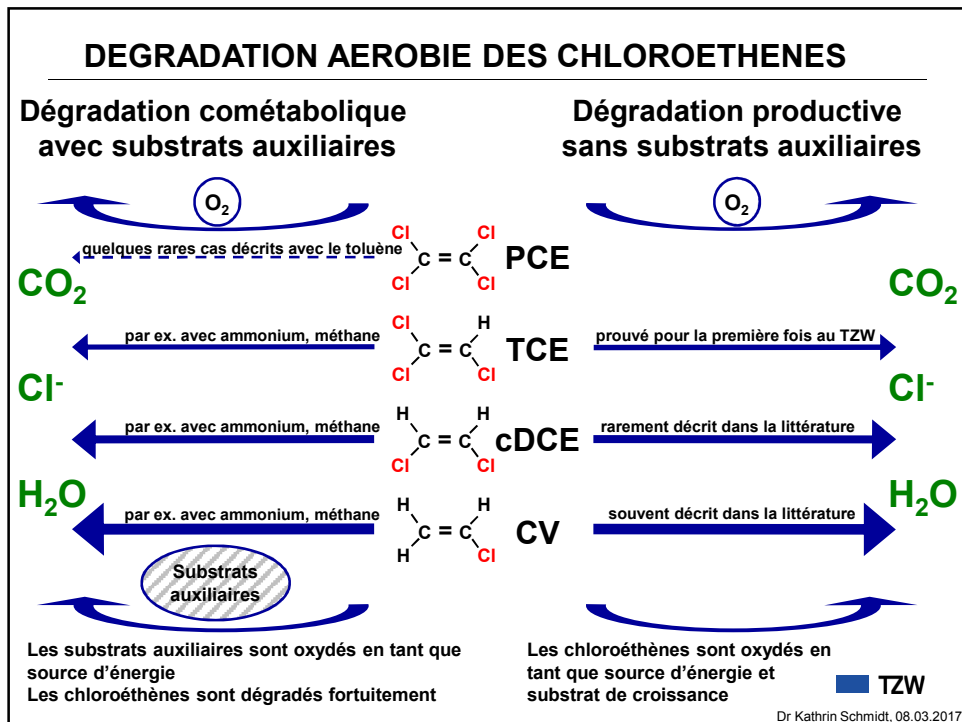 DEGRADATION AEROBIE DES CHLOROETHENES
Dégradation cométabolique
avec substrats auxiliaires
Dégradation productive
sans substrats auxiliaires
O₂
O₂
quelques rares cas décrits avec le toluène
Cl Cl
C = C
Cl Cl
PCE
CO₂
CO₂
par ex. avec ammonium, méthane
Cl H
C = C
Cl Cl
TCE
prouvé pour la première fois au TZW
Cl⁻
Cl⁻
par ex. avec ammonium, méthane
H H
C = C
Cl Cl
cDCE
rarement décrit dans la littérature
H₂O
H₂O
par ex. avec ammonium, méthane
H H
C = C
H Cl
CV
souvent décrit dans la littérature
Substrats
auxiliaires
Les substrats auxiliaires sont oxydés en tant que
source d'énergie
Les chloroéthènes sont dégradés fortuitement
Les chloroéthènes sont oxydés en
tant que source d'énergie et
substrat de croissance
TZW
Dr Kathrin Schmidt, 08.03.2017